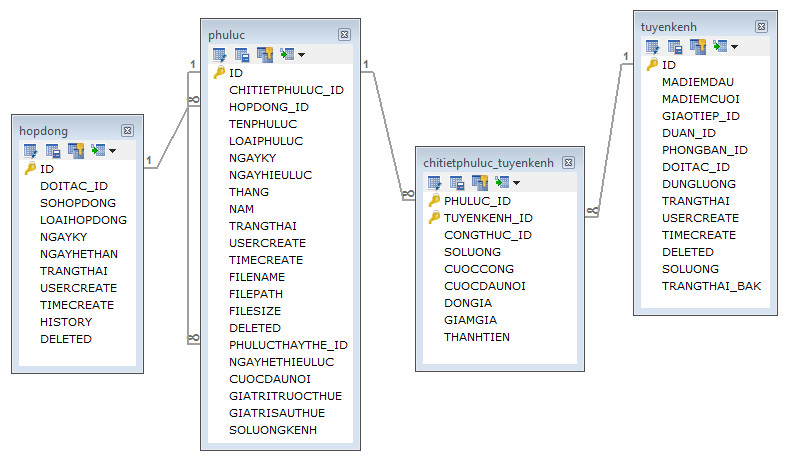 hopdong
ID
DOITAC_ID
SOHOPDONG
LOAIHOPDONG
NGAYKY
NGAYHETHAN
TRANGTHAI
USERCREATE
TIMECREATE
HISTORY
DELETED
1
phuluc
1
∞
∞
ID
CHITIETPHULUC_ID
HOPDONG_ID
TENPHULUC
LOAIPHULUC
NGAYKY
NGAYHIEULUC
THANG
NAM
TRANGTHAI
USERCREATE
TIMECREATE
FILENAME
FILEPATH
FILESIZE
DELETED
PHULUCTHAYTHE_ID
NGAYHETHIEULUC
CUOCDAUNOI
GIATRITRUOCTHUE
GIATRISAUTHUE
SOLUONGKENH
1
∞
chitietphuluc_tuyenkenh
PHULUC_ID
TUYENKENH_ID
CONGTHUC_ID
SOLUONG
CUOCCONG
CUOCDAUNOI
DONGIA
GIAMGIA
THANHTIEN
∞
1
tuyenkenh
ID
MADIEMDAU
MADIEMCUOI
GIAOTIEP_ID
DUAN_ID
PHONGBAN_ID
DOITAC_ID
DUNGLUONG
TRANGTHAI
USERCREATE
TIMECREATE
DELETED
SOLUONG
TRANGTHAI_BAK